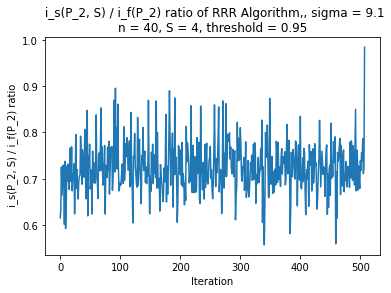 i_s(P_2, S) / i_f(P_2) ratio of RRR Algorithm,, sigma = 9.1
n = 40, S = 4, threshold = 0.95
i_s(P_2, S) / i_f(P_2) ratio
1.0
0.9
0.8
0.7
0.6
0 100 200 300 400 500
Iteration